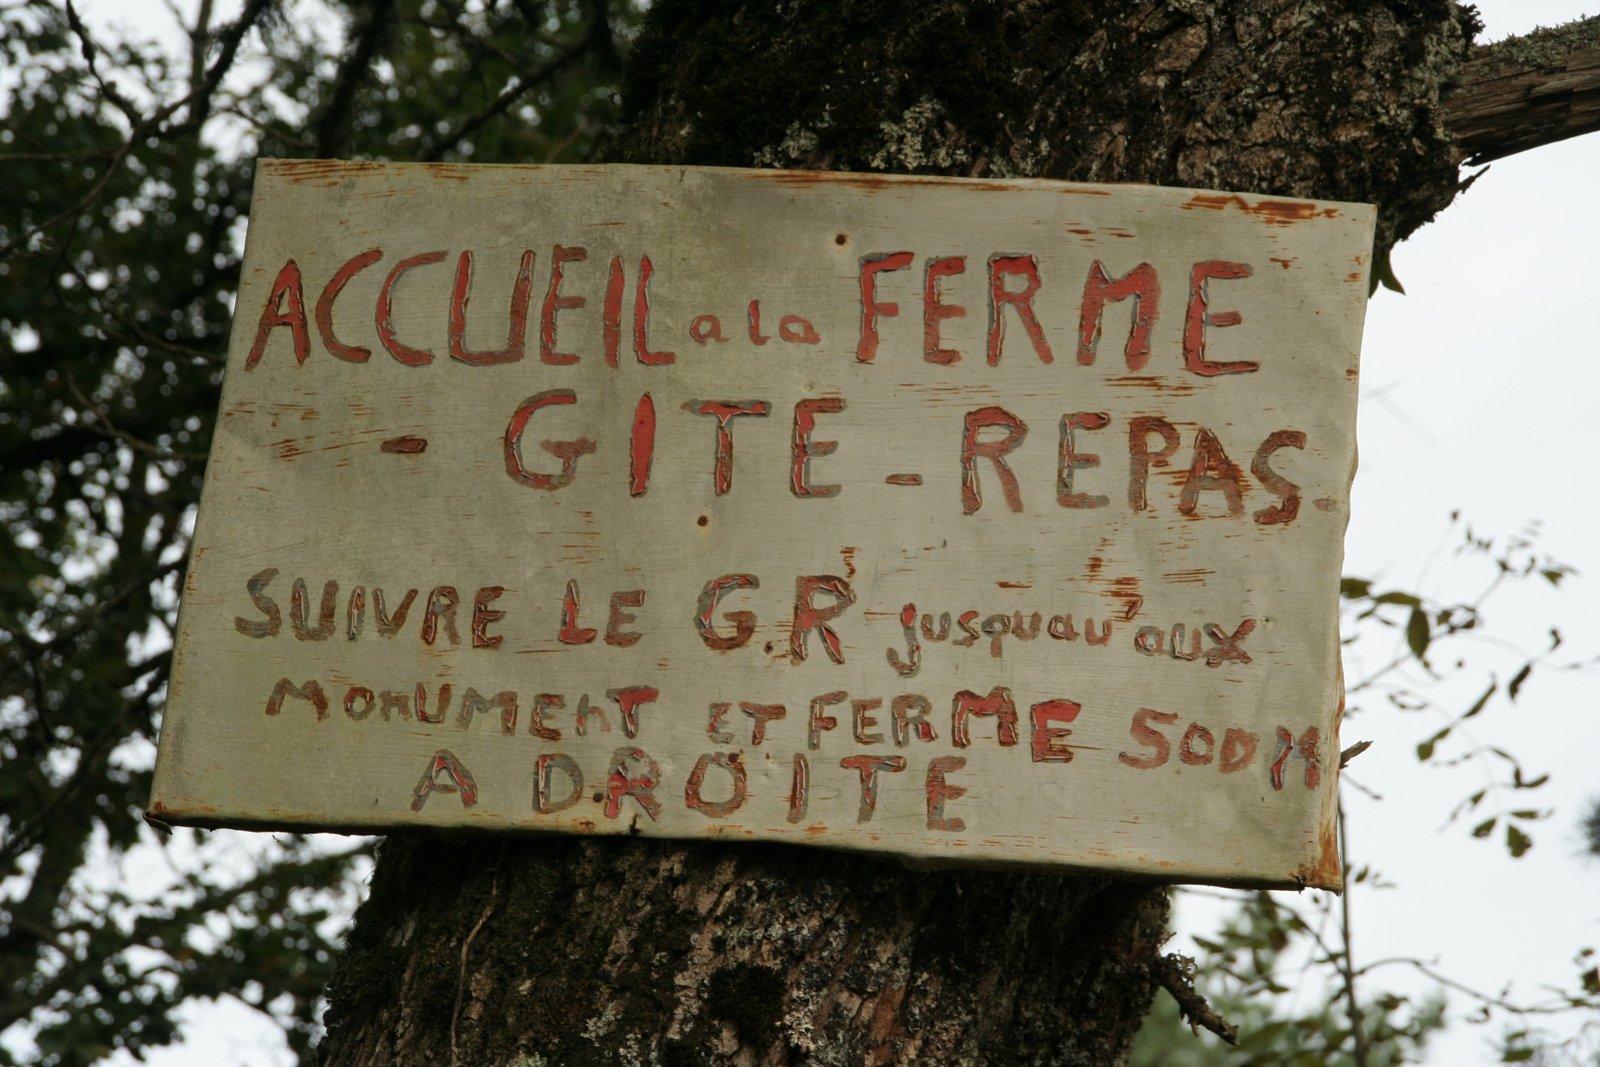 ACCUEIL a la FERME
- GITE - REPAS -
SUIVRE LE G.R jusquau'aux
MONUMEnT ET FERME 500M
A DROITE